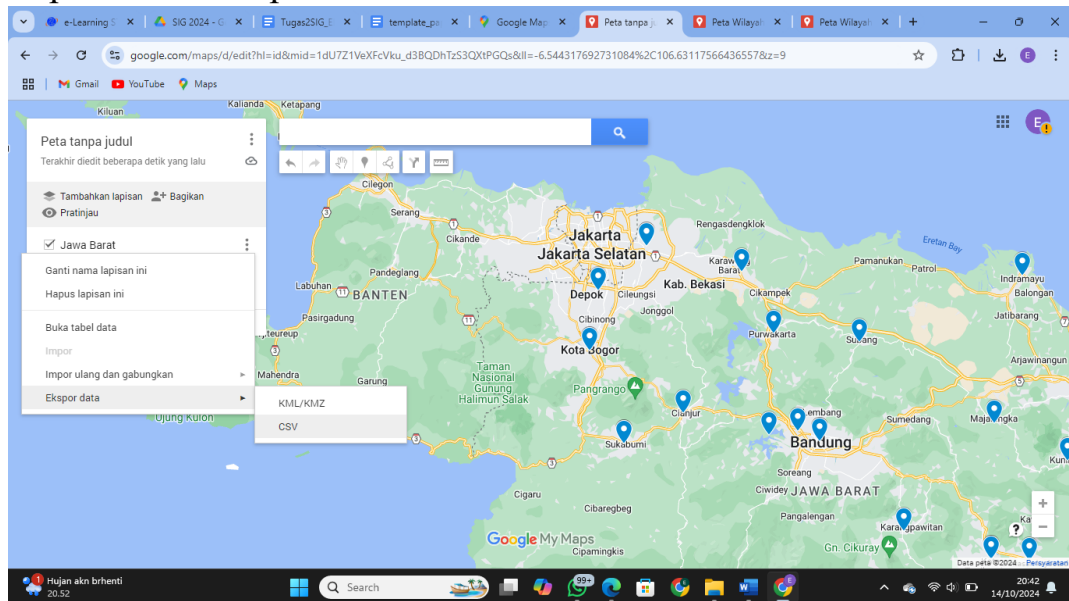 e-Learning S
SIG 2024 - G
Tugas2SIG_E
template_pa
Google Map
Peta tanpa j
Peta Wilayah
Peta Wilayah
google.com/maps/d/edit?hl=id&mid=1dU7Z1VeXFcVku_d3BQDhTzS3QXtPGQs&ll=-6.544317692731084%2C106.63117566436557&z=9
E
Gmail
YouTube
Maps
Kiluan
Kalianda
Ketapang
Peta tanpa judul
Terakhir diedit beberapa detik yang lalu
Tambahkan lapisan
Bagikan
Pratinjau
Jawa Barat
Ganti nama lapisan ini
Hapus lapisan ini
Buka tabel data
Impor
Impor ulang dan gabungkan
Ekspor data
KML/KMZ
CSV
Cilegon
Serang
Cikande
Jakarta
Jakarta Selatan
Rengasdengklok
Eretan Bay
Karaw
Barat
Pamanukan
Patrol
Indramayu
Balongan
Pandeglang
Labuhan
BANTEN
Depok
Cileungsi
Kab. Bekasi
Cikampek
Jatibarang
Pasirgadung
Cibinong
Jonggol
Purwakarta
Subang
Kota Bogor
Arjawinangun
Mahendra
Garung
Taman
Nasional
Gunung
Halimun Salak
Pangrango
Cianjur
Lembang
Sumedang
Majalengka
Ujung Kulon
Sukabumi
Bandung
Kun
Soreang
Cigaru
Ciwidey
JAWA BARAT
Cibaregbeg
Pangalengan
Karangpawitan
Google My Maps
Cipamingkis
Gn. Cikuray
Data peta ©2024
Persyaratan
Hujan akn brhenti
20.52
Search
99+
20:42
14/10/2024